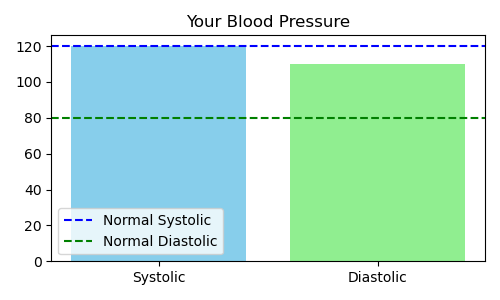 Your Blood Pressure
120
100
80
60
40
20
0
Normal Systolic
Normal Diastolic
Systolic
Diastolic